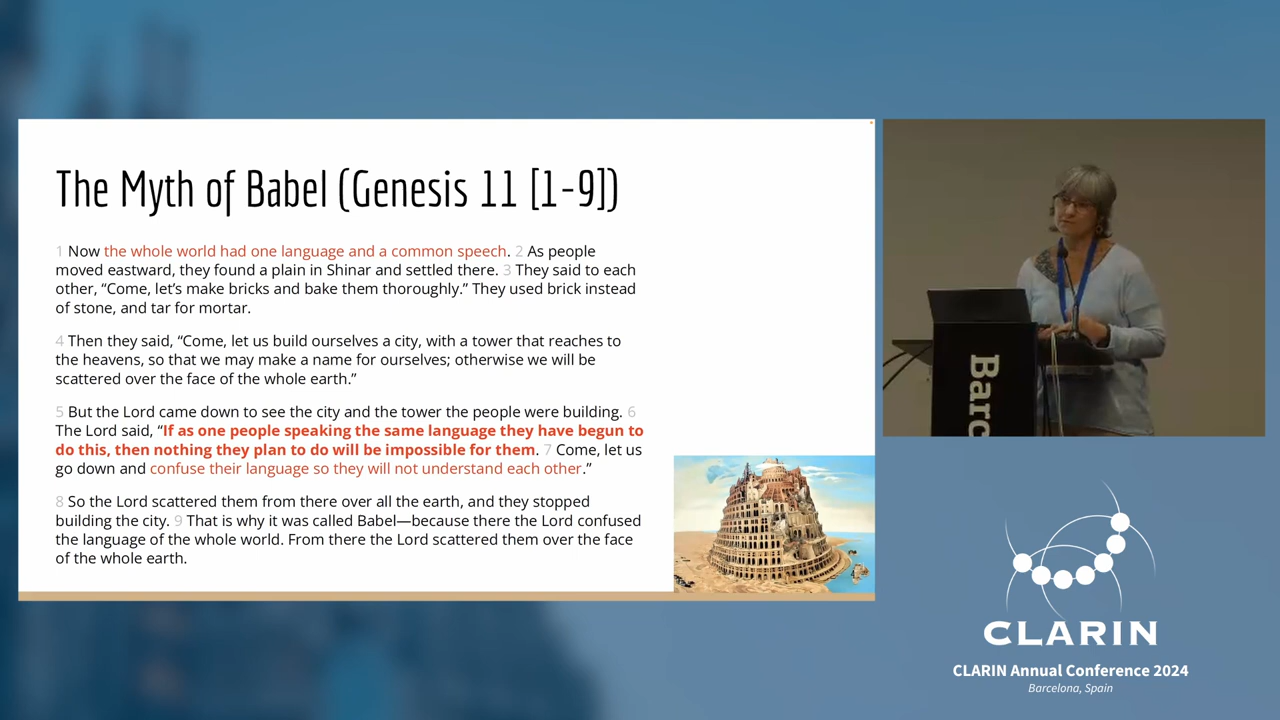 The Myth of Babel (Genesis 11 [1-9])
1 Now the whole world had one language and a common speech. 2 As people
moved eastward, they found a plain in Shinar and settled there. 3 They said to each
other, “Come, let’s make bricks and bake them thoroughly.” They used brick instead
of stone, and tar for mortar.
4 Then they said, “Come, let us build ourselves a city, with a tower that reaches to
the heavens, so that we may make a name for ourselves; otherwise we will be
scattered over the face of the whole earth.”
5 But the Lord came down to see the city and the tower the people were building. 6
The Lord said, “If as one people speaking the same language they have begun to
do this, then nothing they plan to do will be impossible for them. 7 Come, let us
go down and confuse their language so they will not understand each other.”
8 So the Lord scattered them from there over all the earth, and they stopped
building the city. 9 That is why it was called Babel—because there the Lord confused
the language of the whole world. From there the Lord scattered them over the face
of the whole earth.
Barc
CLARIN
CLARIN Annual Conference 2024
Barcelona, Spain